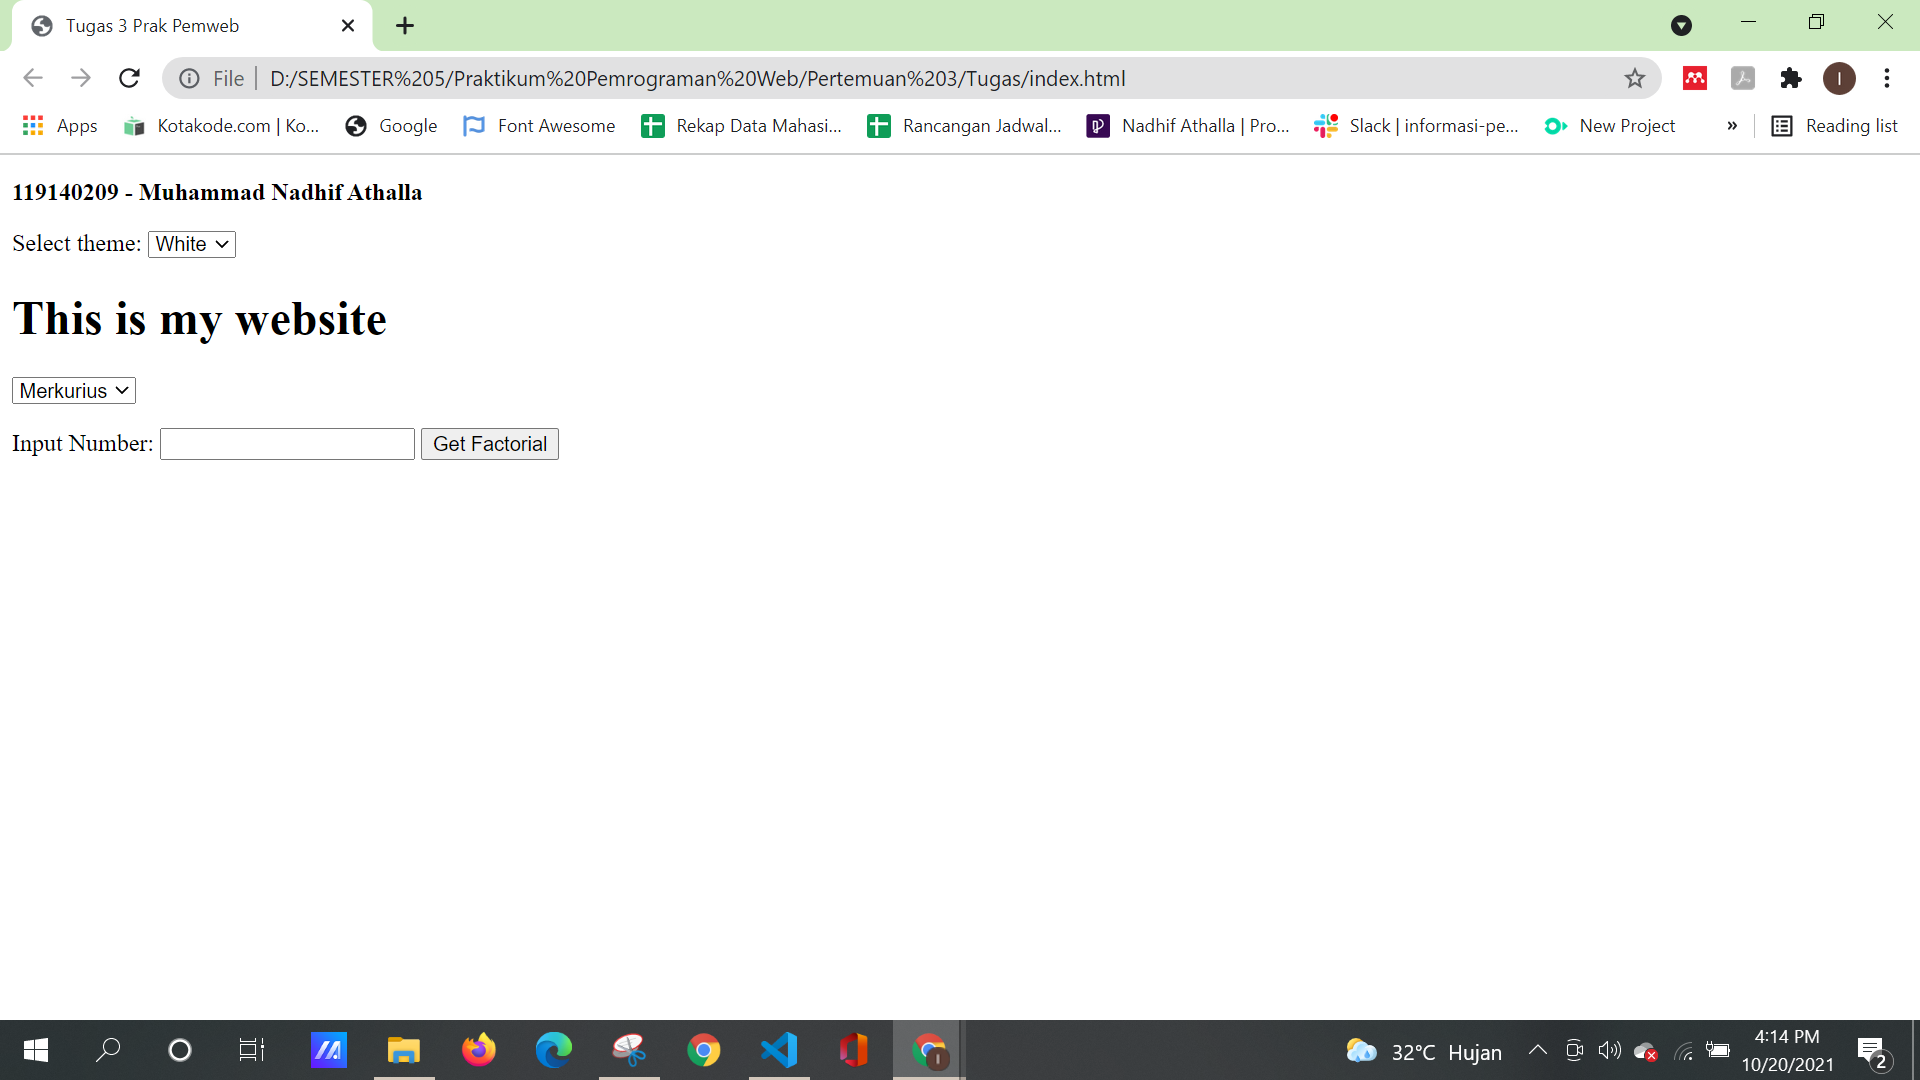 Tugas 3 Prak Pemweb
File | D:/SEMESTER%205/Praktikum%20Pemrograman%20Web/Pertemuan%203/Tugas/index.html
I
Apps Kotakode.com | Ko... Google Font Awesome Rekap Data Mahasi... Rancangan Jadwal... Nadhif Athalla | Pro... Slack | informasi-pe... New Project » Reading list
119140209 - Muhammad Nadhif Athalla
Select theme: White
This is my website
Merkurius
Input Number: Get Factorial
32°C Hujan
4:14 PM
10/20/2021
2